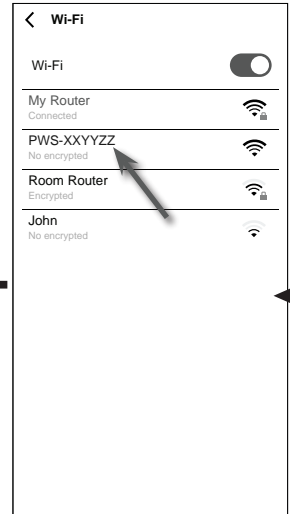 Wi-Fi
Wi-Fi
My Router
Connected
PWS-XXYYZZ
No encrypted
Room Router
Encrypted
John
No encrypted